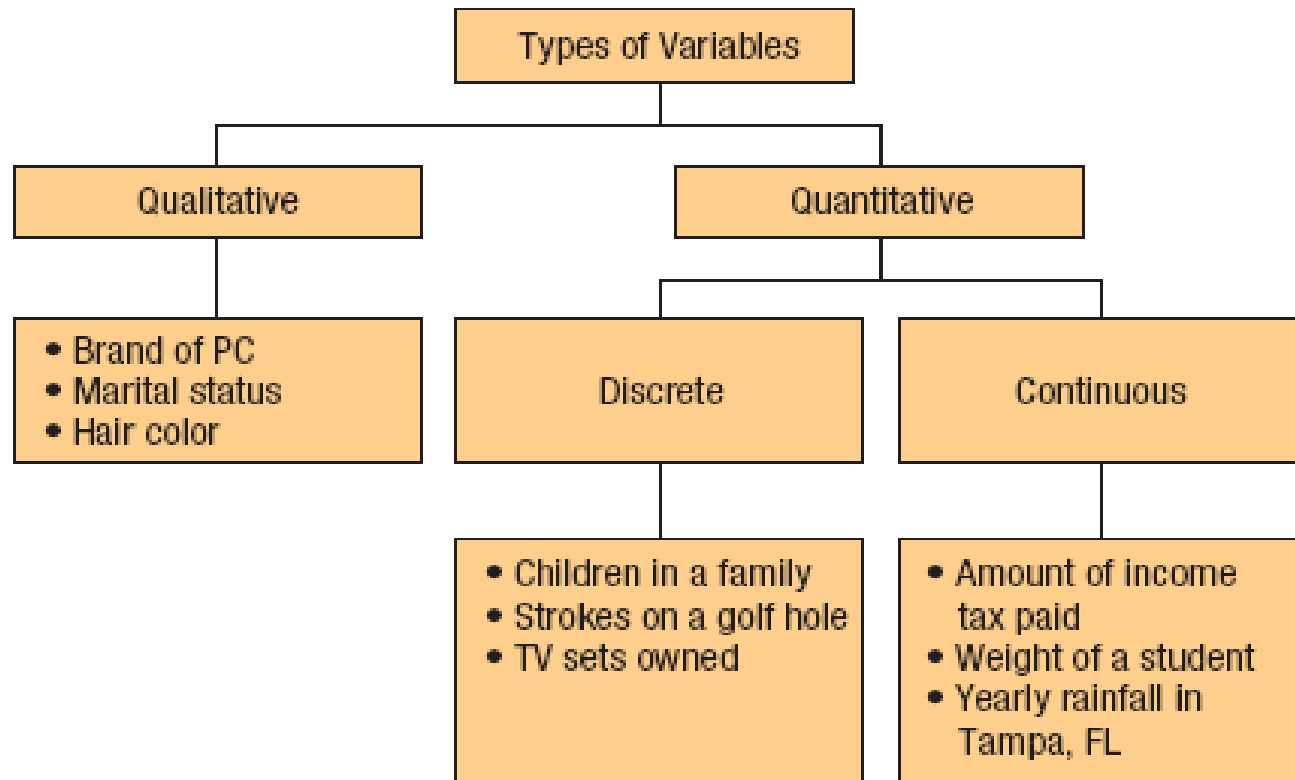 Types of Variables
Qualitative
Quantitative
• Brand of PC
• Marital status
• Hair color
Discrete
Continuous
• Children in a family
• Strokes on a golf hole
• TV sets owned
• Amount of income
tax paid
• Weight of a student
• Yearly rainfall in
Tampa, FL